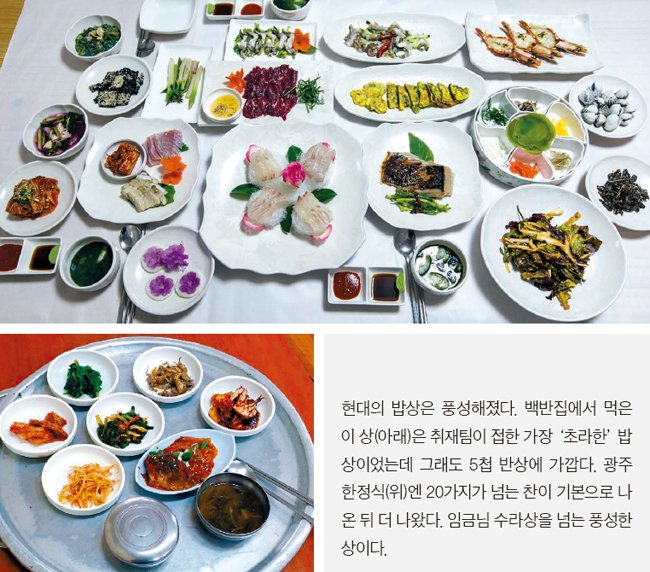 현대의 밥상은 풍성해졌다. 백반집에서 먹은
이 상(아래)은 취재팀이 접한 가장 ‘초라한’ 밥
상이었는데 그래도 5첩 반상에 가깝다. 광주
한정식(위)엔 20가지가 넘는 찬이 기본으로 나
온 뒤 더 나왔다. 임금님 수라상을 넘는 풍성한
상이다.